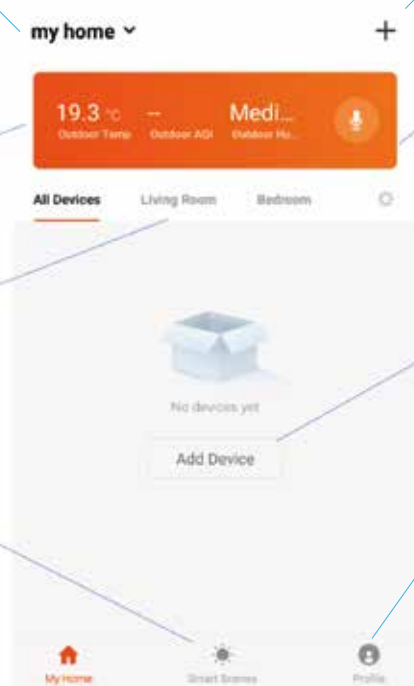 my home
19.3 °C -- Medi...
Outdoor Temp Outdoor AQI Outdoor Hu...
All Devices Living Room Bedroom
No devices yet
Add Device
My Home Smart Scenes Profile